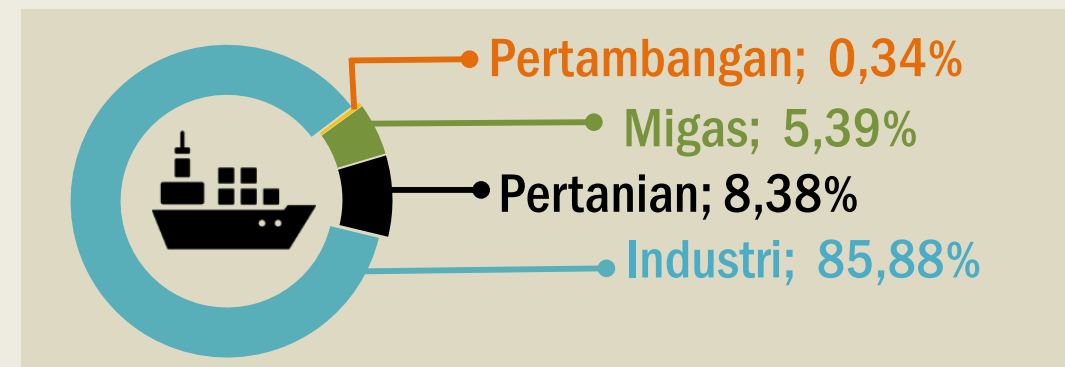 Pertambangan; 0,34%
Migas; 5,39%
Pertanian; 8,38%
Industri; 85,88%